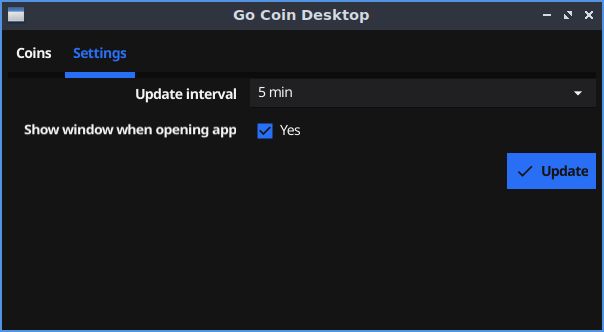 Go Coin Desktop
Coins Settings
Update interval 5 min
Show window when opening app Yes
Update